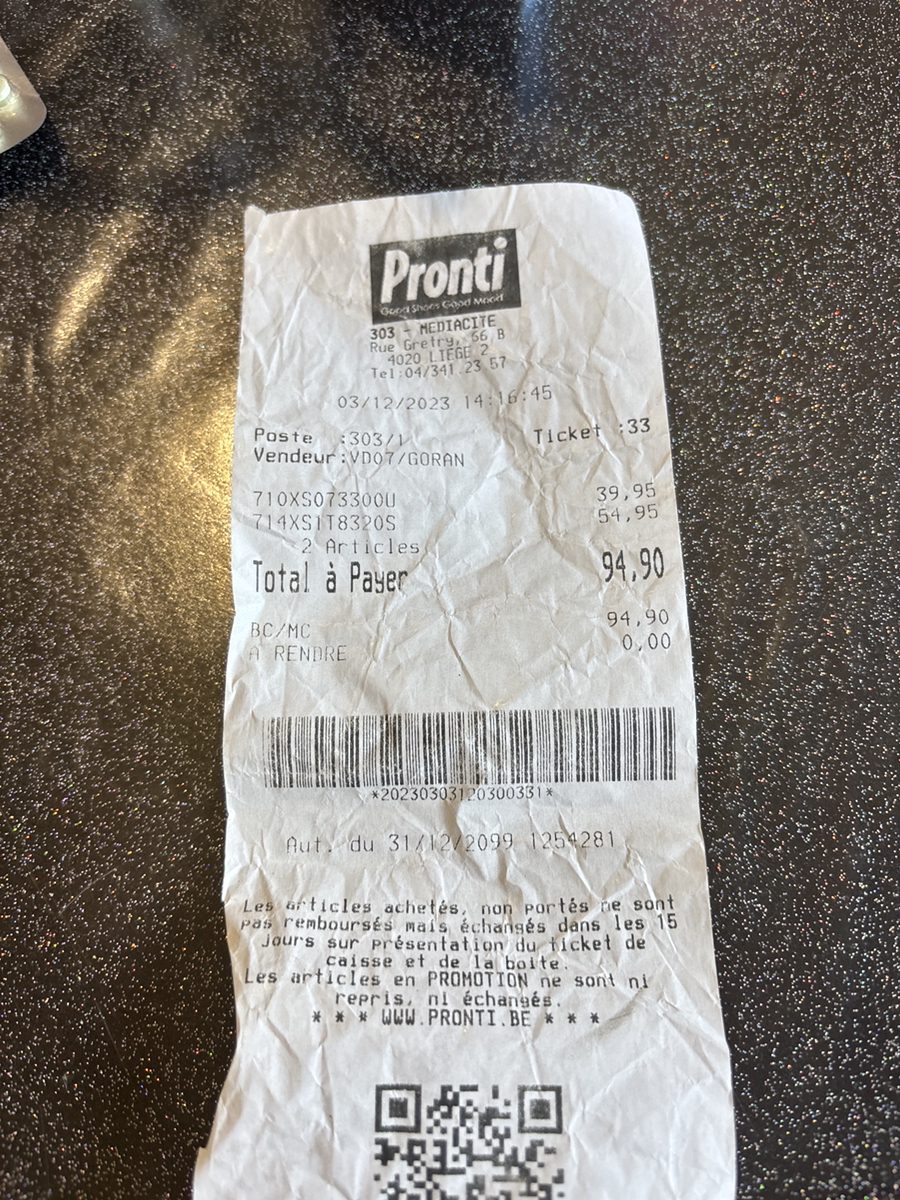 Pronti
Good Shoes Good Mood
303 - MEDIACITE
Rue Gretry, 66 B
4020 LIEGE 2
Tel:04/341.23.57
03/12/2023 14:16:45
Poste :303/1 Ticket :33
Vendeur:VD07/GORAN
710XS073300U 39,95
714XS1T8320S 54,95
2 Articles
Total à Payer 94,90
BC/MC 94,90
A RENDRE 0,00
*20230303120300331*
Aut. du 31/12/2099 1254281
Les articles achetés, non portés ne sont
pas remboursés mais échangés dans les 15
jours sur présentation du ticket de
caisse et de la boite.
Les articles en PROMOTION ne sont ni
repris, ni échangés.
* * * WWW.PRONTI.BE * * *